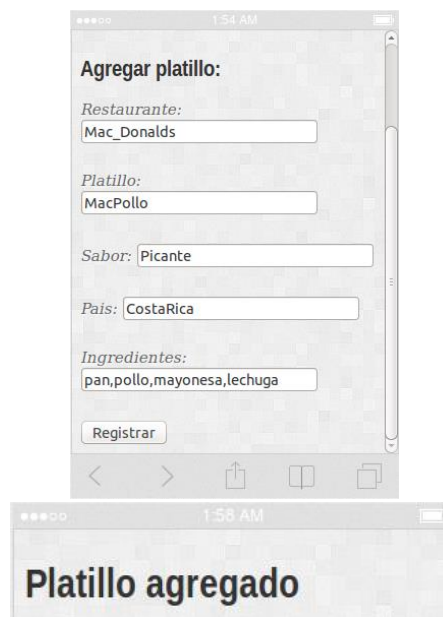 1:54 AM
Agregar platillo:
Restaurante:
Mac_Donalds
Platillo:
MacPollo
Sabor: Picante
Pais: CostaRica
Ingredientes:
pan,pollo,mayonesa,lechuga
Registrar
1:58 AM
Platillo agregado